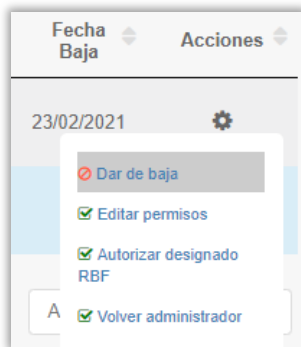 Fecha
Baja
Acciones
23/02/2021
Dar de baja
Editar permisos
Autorizar designado
RBF
A
Volver administrador